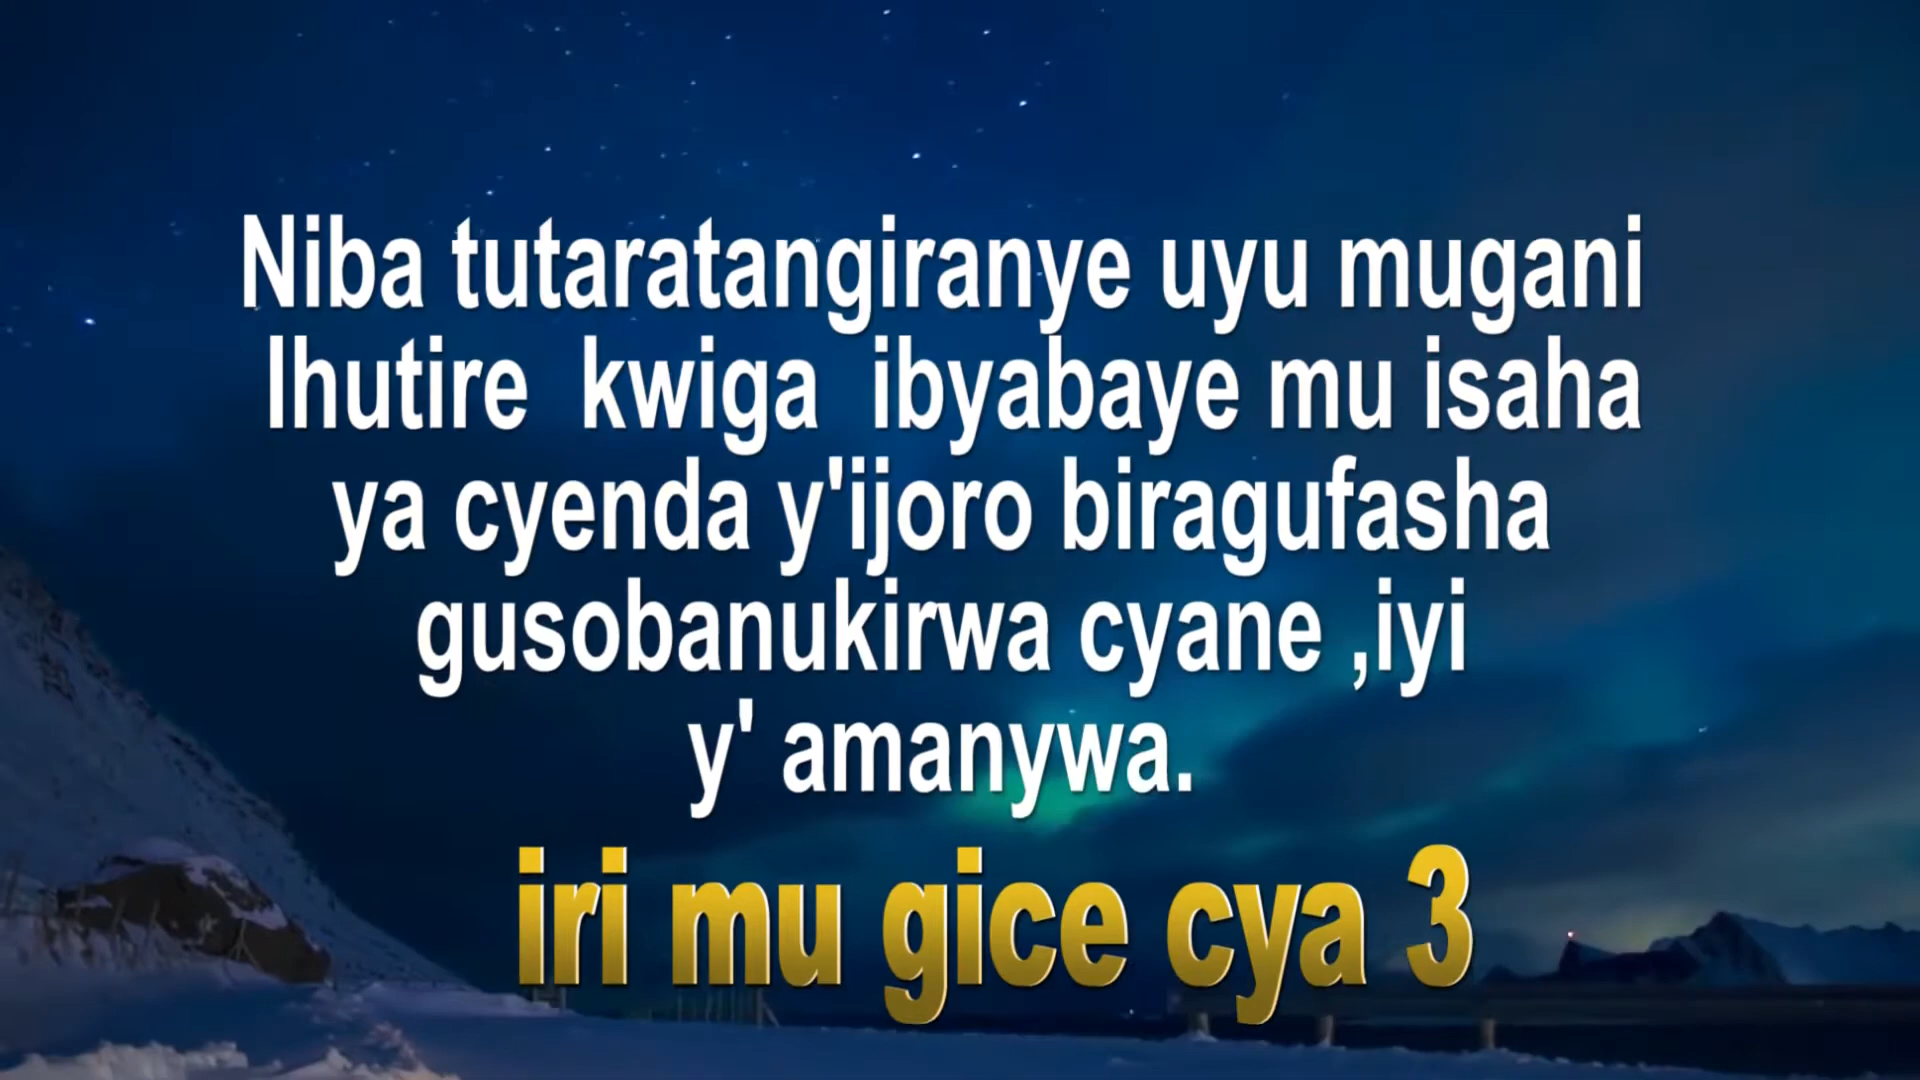 Niba tutaratangiranye uyu mugani
Ihutire kwiga ibyabaye mu isaha
ya cyenda y'ijoro biragufasha
gusobanukirwa cyane ,iyi
y' amanywa.
iri mu gice cya 3